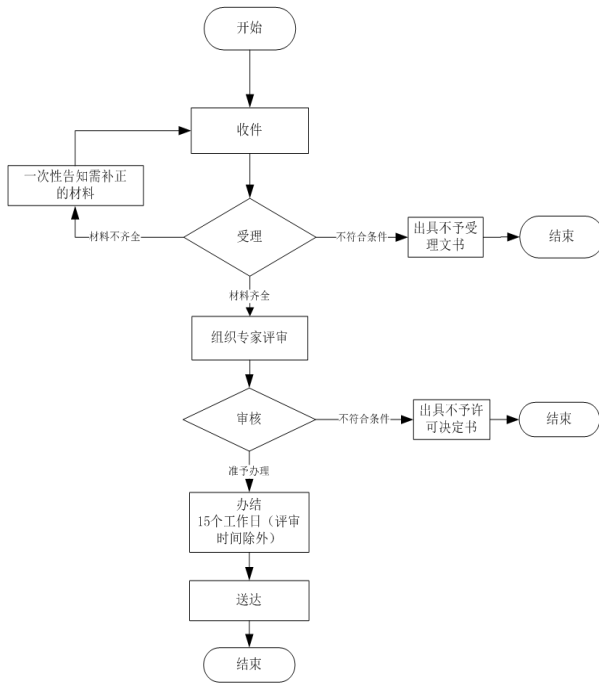 开始
收件
一次性告知需补正
的材料
材料不齐全
受理
不符合条件
出具不予受
理文书
结束
材料齐全
组织专家评审
审核
不符合条件
出具不予许
可决定书
结束
准予办理
办结
15个工作日（评审
时间除外）
送达
结束